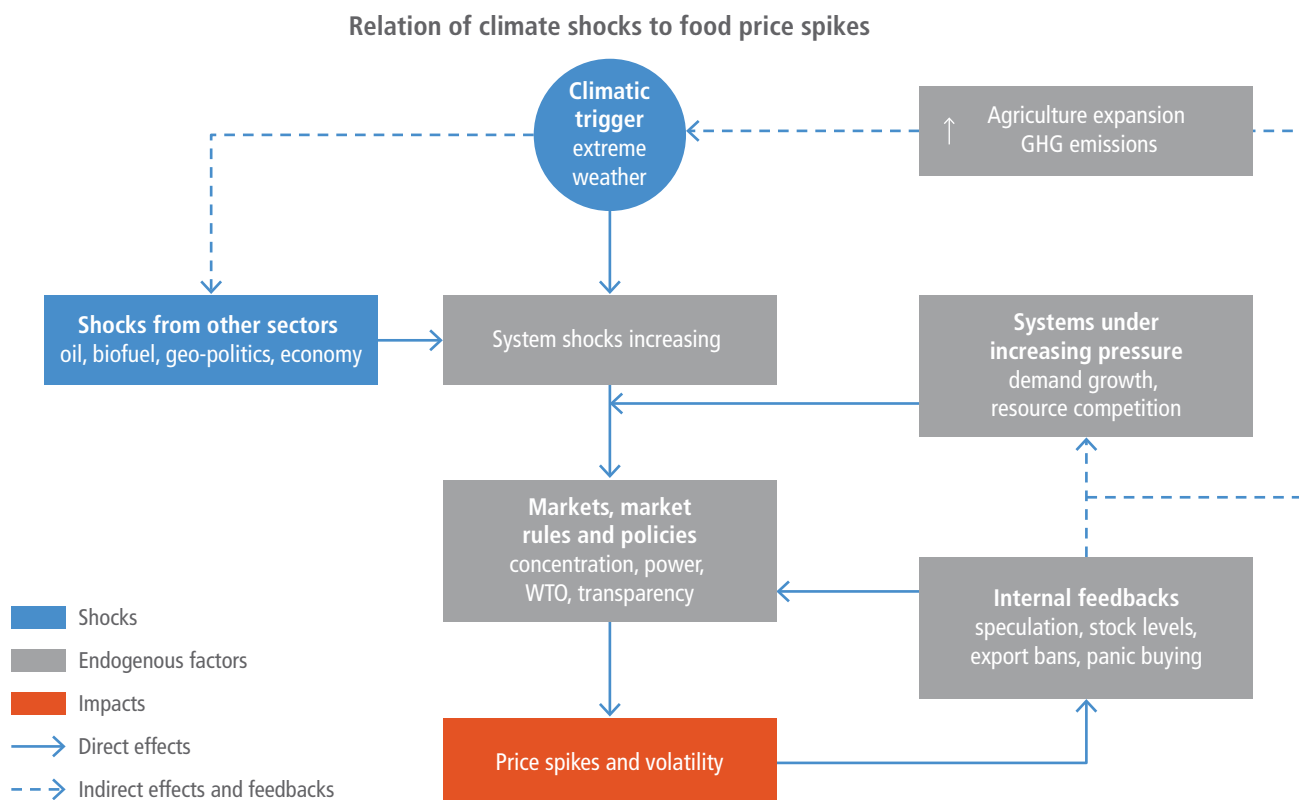 Relation of climate shocks to food price spikes
Climatic
trigger
extreme
weather
↑ Agriculture expansion
GHG emissions
Shocks from other sectors
oil, biofuel, geo-politics, economy
System shocks increasing
Systems under
increasing pressure
demand growth,
resource competition
Markets, market
rules and policies
concentration, power,
WTO, transparency
Internal feedbacks
speculation, stock levels,
export bans, panic buying
Price spikes and volatility
Shocks
Endogenous factors
Impacts
Direct effects
Indirect effects and feedbacks